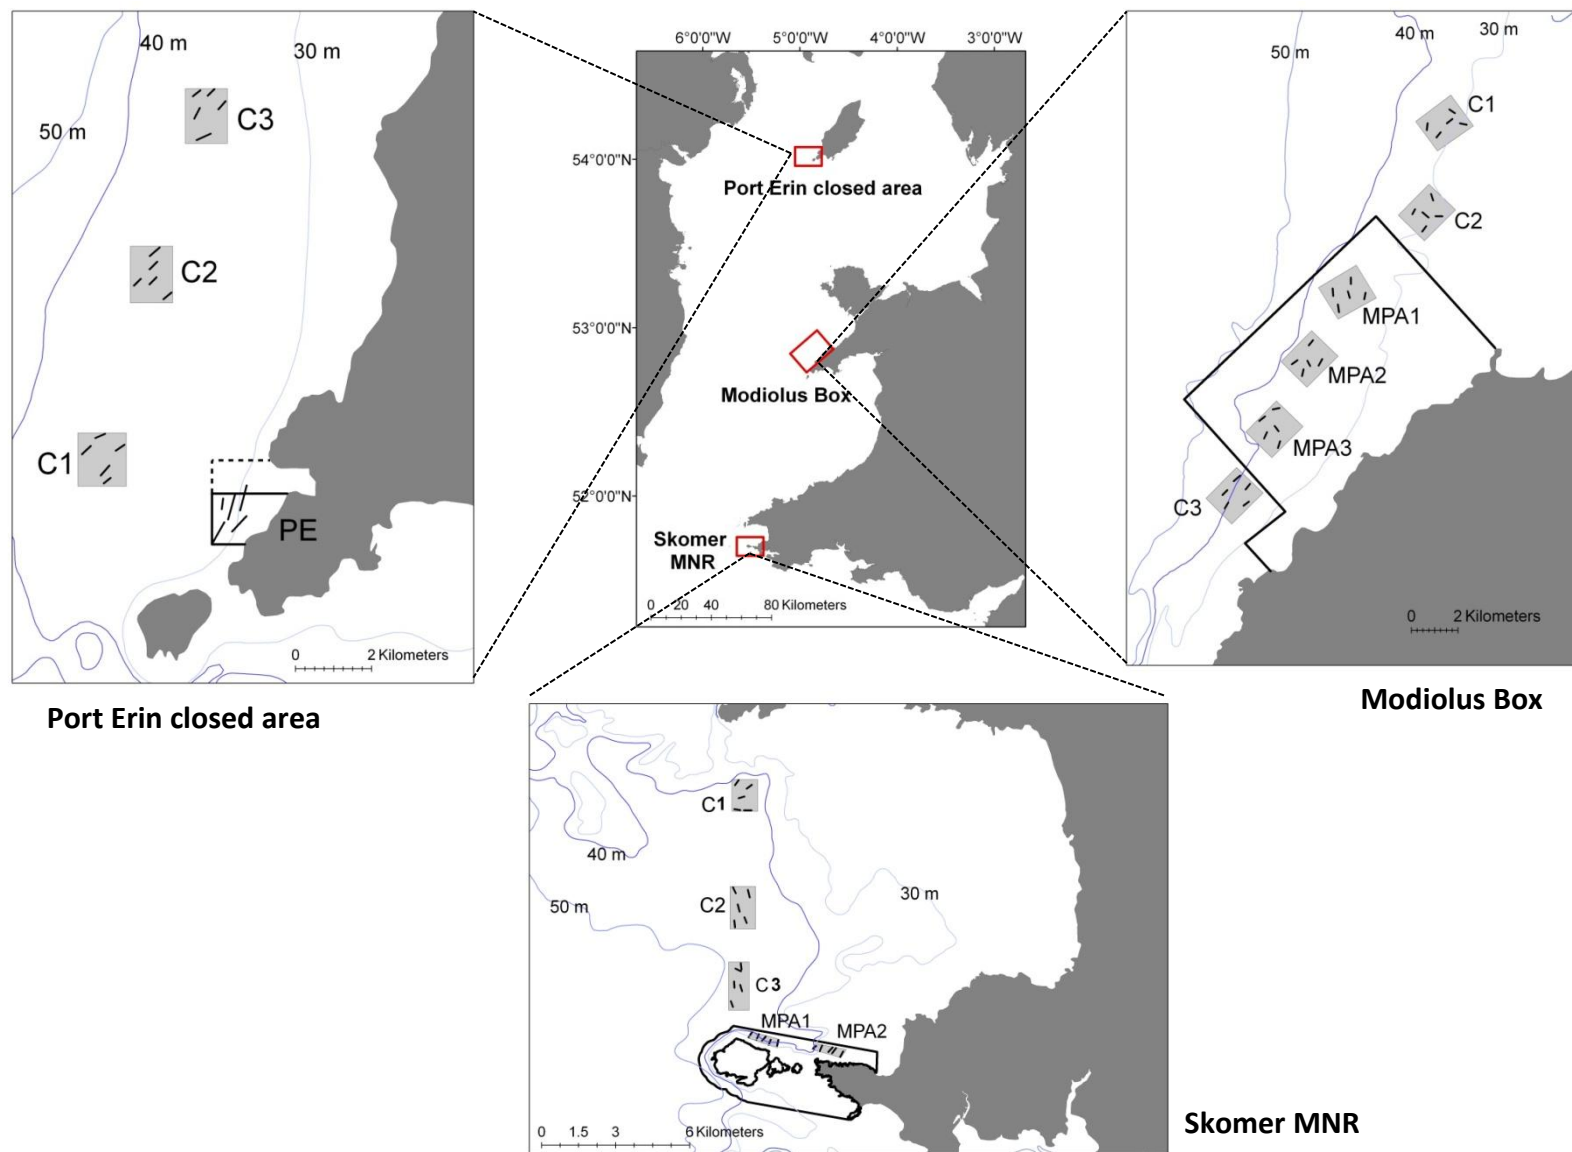 40 m
30 m
50 m
C3
C2
C1
PE
0 2 Kilometers
Port Erin closed area
6°0'0"W 5°0'0"W 4°0'0"W 3°0'0"W
54°0'0"N
53°0'0"N
52°0'0"N
Port Erin closed area
Modiolus Box
Skomer
MNR
0 20 40 80 Kilometers
50 m
40 m
30 m
C1
C2
MPA1
MPA2
MPA3
C3
0 2 Kilometers
Modiolus Box
C1
40 m
C2
50 m
30 m
C3
MPA1
MPA2
0 1.5 3 6 Kilometers
Skomer MNR